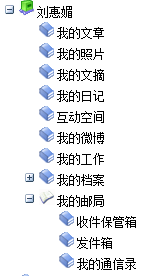 刘惠媚
我的文章
我的照片
我的文摘
我的日记
互动空间
我的微博
我的工作
我的档案
我的邮局
收件保管箱
发件箱
我的通信录